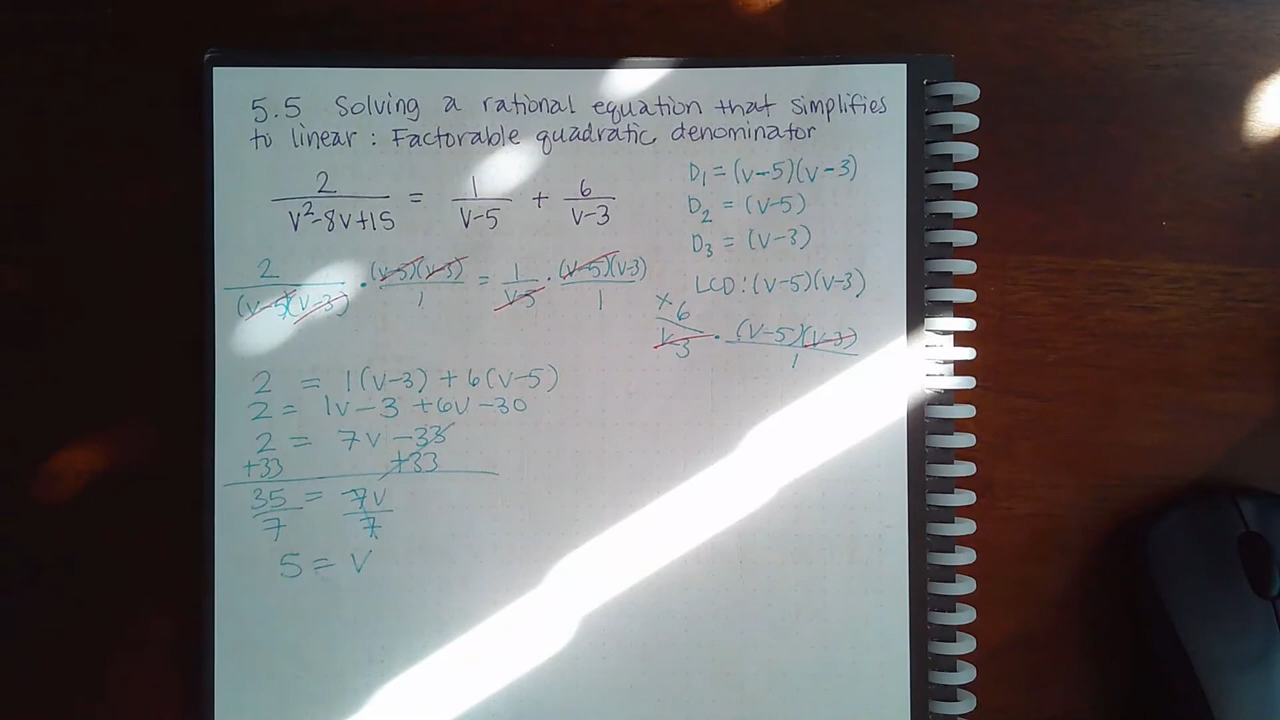 5.5 Solving a rational equation that simplifies
to linear : Factorable quadratic denominator
2/(v²-8v+15) = 1/(v-5) + 6/(v-3)
D₁ = (v-5)(v-3)
D₂ = (v-5)
D₃ = (v-3)
LCD: (v-5)(v-3)
2/((v-5)(v-3)) · (v-5)(v-3)/1 = 1/(v-5) · (v-5)(v-3)/1
+ 6/(v-3) · (v-5)(v-3)/1
2 = 1(v-3) + 6(v-5)
2 = 1v - 3 + 6v - 30
2 = 7v - 33
+33 +33
35/7 = 7v/7
5 = v